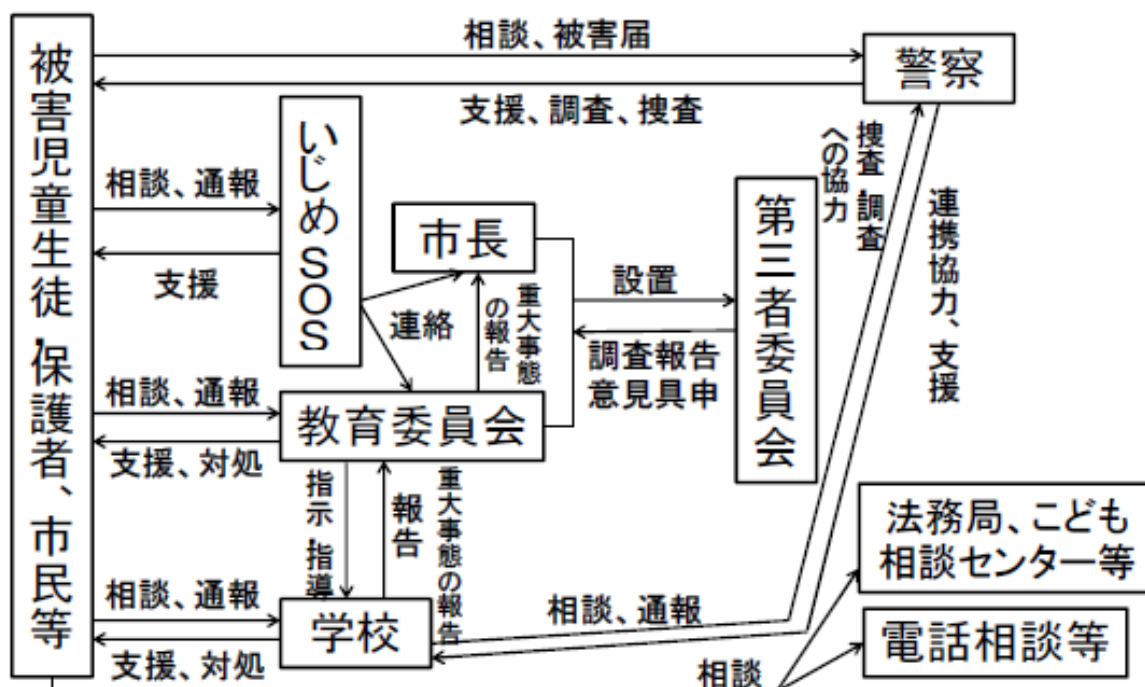 被害児童生徒,保護者、市民等
相談、被害届
支援、調査、捜査
警察
いじめSOS
相談、通報
支援
市長
連絡
重大事態
の報告
設置
調査報告
意見具申
第三者委員会
捜査,調査
への協力
連携協力、支援
相談、通報
支援、対処
教育委員会
指示,指導
報告
重大事態の報告
相談、通報
支援、対処
学校
相談、通報
法務局、こども
相談センター等
電話相談等
相談